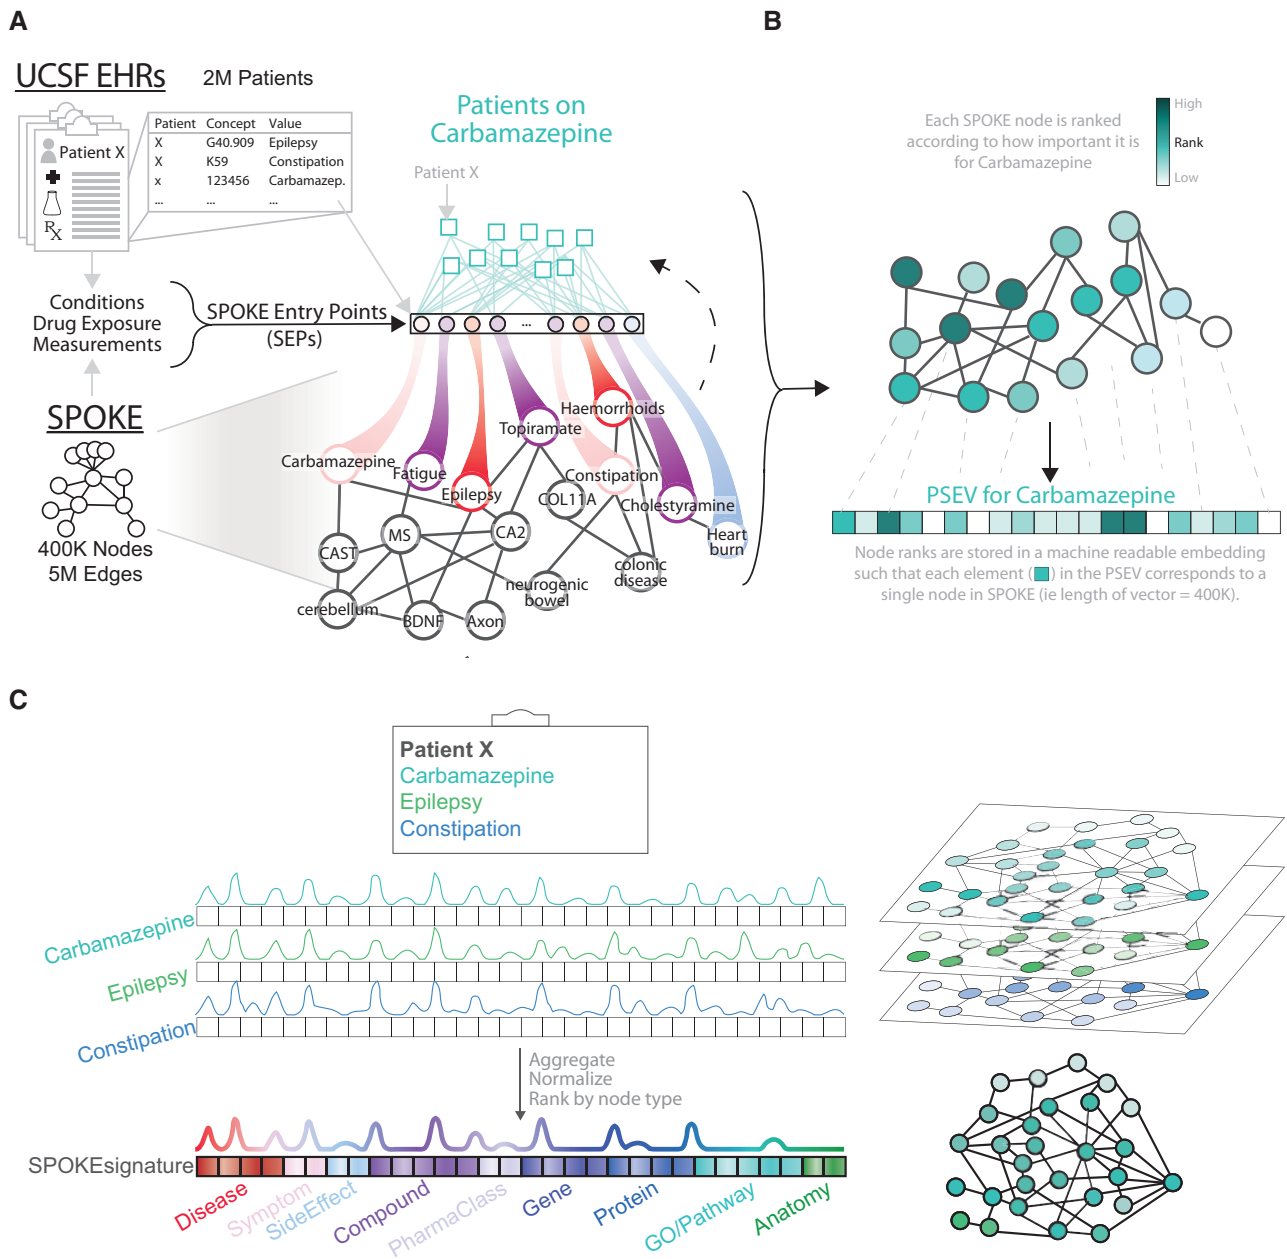 A
B
UCSF EHRs
2M Patients
Patient X
R
X
Patient Concept Value
X G40.909 Epilepsy
X K59 Constipation
x 123456 Carbamazep.
... ... ...
Patients on
Carbamazepine
Patient X
Conditions
Drug Exposure
Measurements
SPOKE Entry Points
(SEPs)
...
SPOKE
400K Nodes
5M Edges
Haemorrhoids
Topiramate
Carbamazepine
Fatigue
Epilepsy
Constipation
COL11A
Cholestyramine
MS
CA2
CAST
Heart
burn
colonic
disease
neurogenic
bowel
cerebellum
BDNF
Axon
Each SPOKE node is ranked
according to how important it is
for Carbamazepine
High
Rank
Low
PSEV for Carbamazepine
Node ranks are stored in a machine readable embedding
such that each element ( ) in the PSEV corresponds to a
single node in SPOKE (ie length of vector = 400K).
C
Patient X
Carbamazepine
Epilepsy
Constipation
Carbamazepine
Epilepsy
Constipation
Aggregate
Normalize
Rank by node type
SPOKEsignature
Disease
Symptom
SideEffect
Compound
PharmaClass
Gene
Protein
GO/Pathway
Anatomy